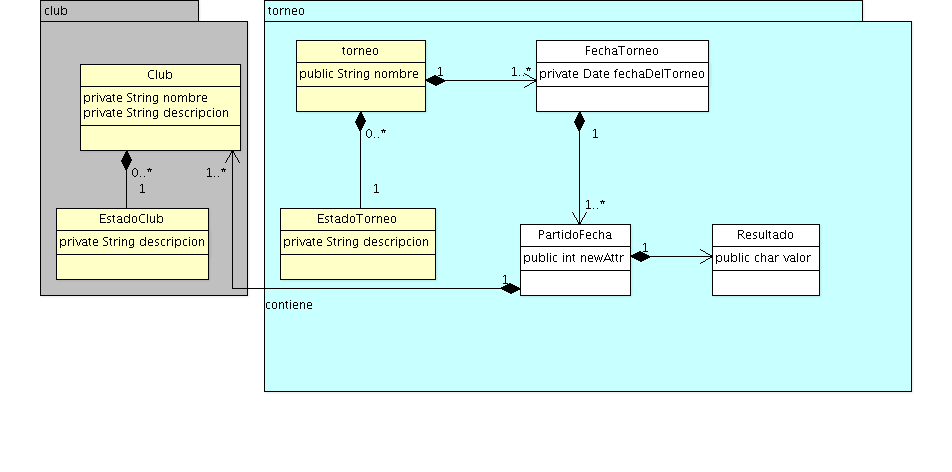 club
Club
private String nombre
private String descripcion
0..*
1
1..*
EstadoClub
private String descripcion
torneo
torneo
public String nombre
1
1..*
FechaTorneo
private Date fechaDelTorneo
0..*
1
EstadoTorneo
private String descripcion
1
1..*
PartidoFecha
public int newAttr
1
Resultado
public char valor
1
contiene